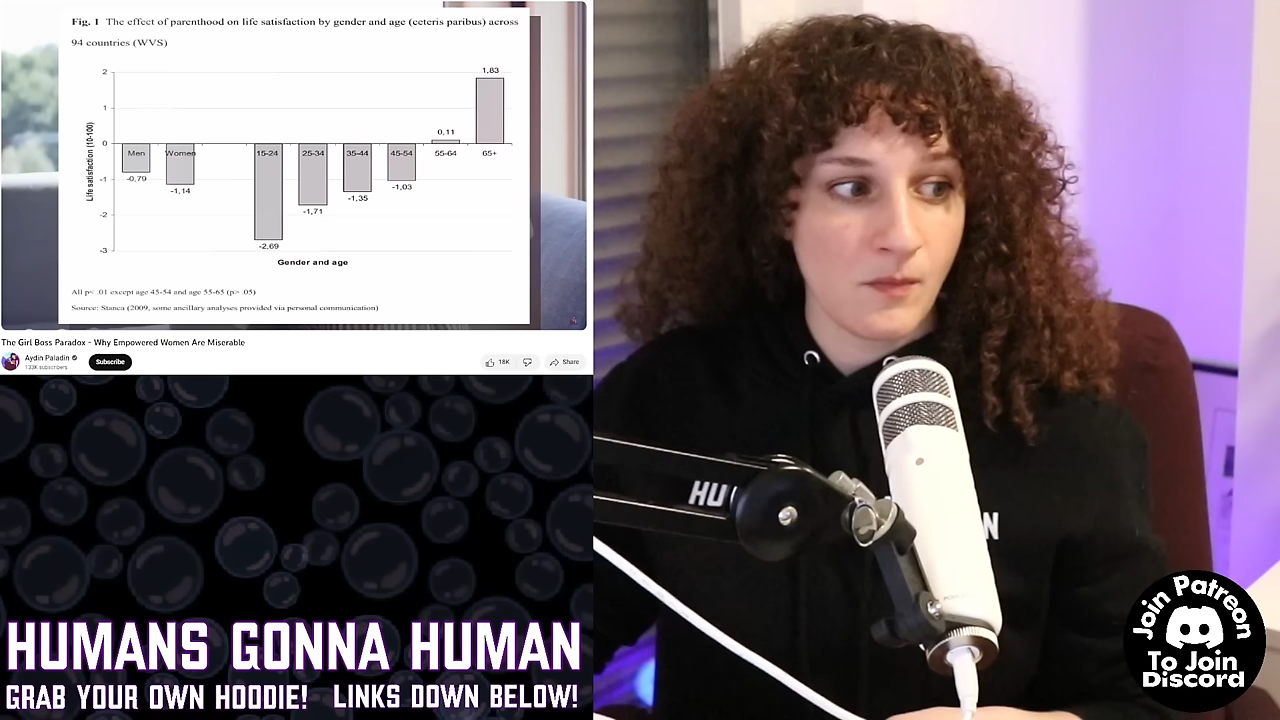 Fig. 1 The effect of parenthood on life satisfaction by gender and age (ceteris paribus) across
94 countries (WVS)
Life satisfaction (10-100)
2
1
0
-1
-2
-3
Men
Women
15-24
25-34
35-44
45-54
55-64
65+
-0,79
-1,14
-2,69
-1,71
-1,35
-1,03
0,11
1,83
Gender and age
All p< .01 except age 45-54 and age 55-65 (p> .05)
Source: Stanca (2009, some ancillary analyses provided via personal communication)
The Girl Boss Paradox - Why Empowered Women Are Miserable
Aydin Paladin
133K subscribers
Subscribe
18K
Share
HUMANS GONNA HUMAN
GRAB YOUR OWN HOODIE! LINKS DOWN BELOW!
HU
N
Join Patreon
To Join
Discord